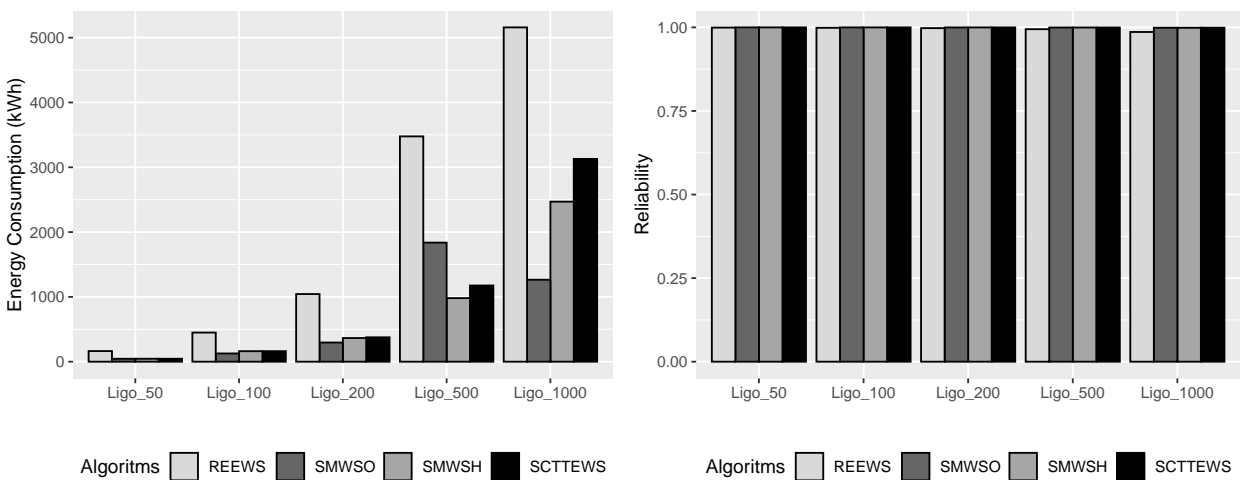 Energy Consumption (kWh)
5000
4000
3000
2000
1000
0
Ligo_50 Ligo_100 Ligo_200 Ligo_500 Ligo_1000
Algoritms REEWS SMWSO SMWSH SCTTEWS
Reliability
1.00
0.75
0.50
0.25
0.00
Ligo_50 Ligo_100 Ligo_200 Ligo_500 Ligo_1000
Algoritms REEWS SMWSO SMWSH SCTTEWS